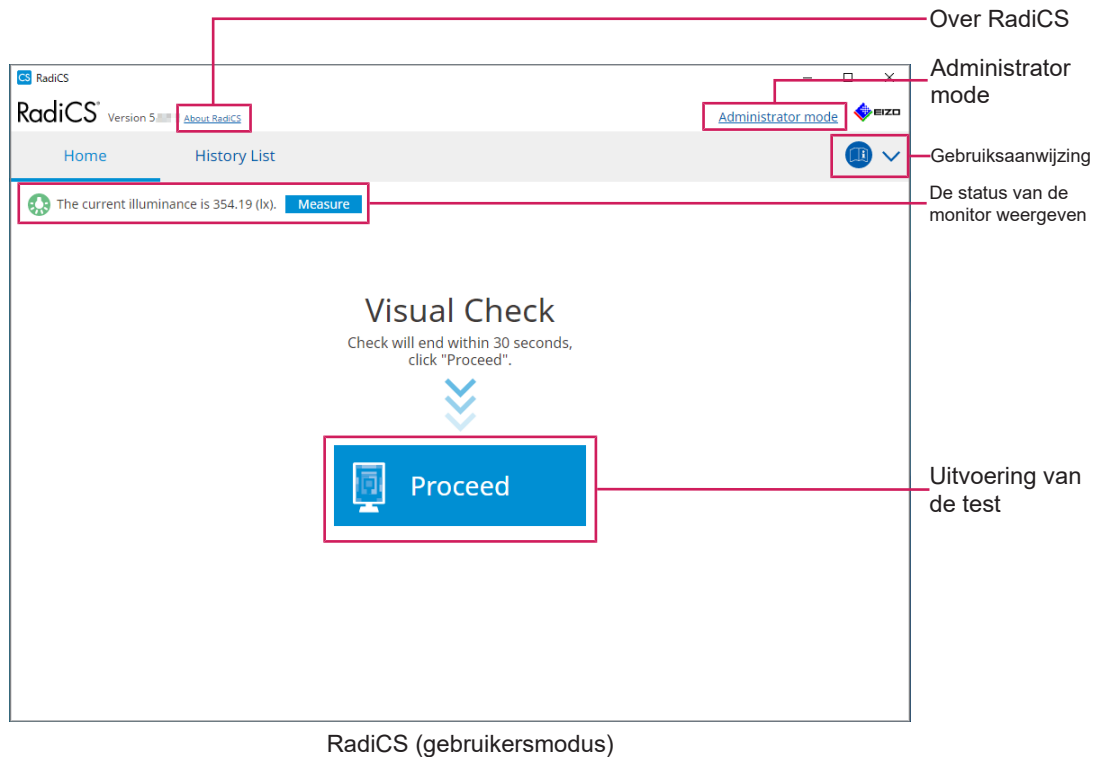 Over RadiCS
CS RadiCS
Administrator
mode
RadiCS® Version 5. About RadiCS
Administrator mode
EIZO
Home
History List
Gebruiksaanwijzing
The current illuminance is 354.19 (lx). Measure
De status van de
monitor weergeven
Visual Check
Check will end within 30 seconds,
click "Proceed".
Proceed
Uitvoering van
de test
RadiCS (gebruikersmodus)